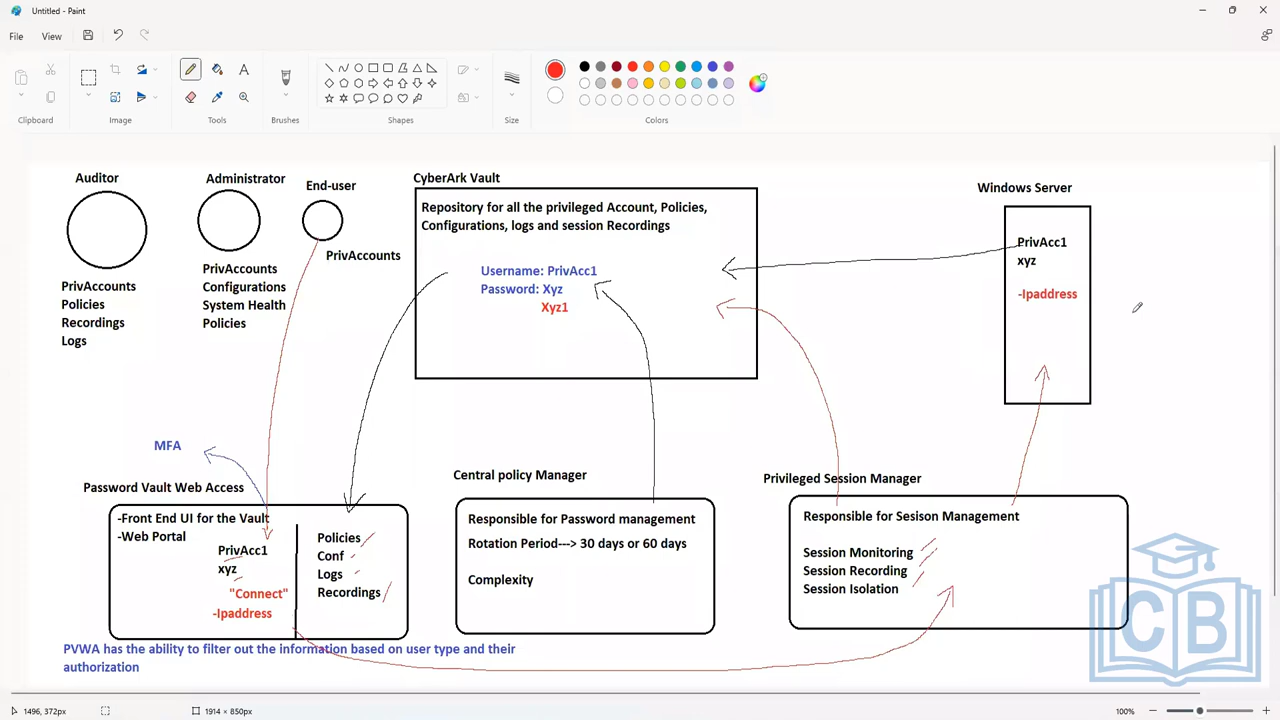 Untitled - Paint
File
View
Clipboard
Image
Tools
Brushes
Shapes
Size
Colors
Auditor
PrivAccounts
Policies
Recordings
Logs
Administrator
PrivAccounts
Configurations
System Health
Policies
End-user
PrivAccounts
CyberArk Vault
Repository for all the privileged Account, Policies,
Configurations, logs and session Recordings
Username: PrivAcc1
Password: Xyz
Xyz1
Windows Server
PrivAcc1
xyz
-Ipaddress
MFA
Password Vault Web Access
-Front End UI for the Vault
-Web Portal
PrivAcc1
xyz
"Connect"
-Ipaddress
Policies
Conf
Logs
Recordings
PVWA has the ability to filter out the information based on user type and their
authorization
Central policy Manager
Responsible for Password management
Rotation Period---> 30 days or 60 days
Complexity
Privileged Session Manager
Responsible for Sesison Management
Session Monitoring
Session Recording
Session Isolation
CB
1496, 372px
1914 × 850px
100%